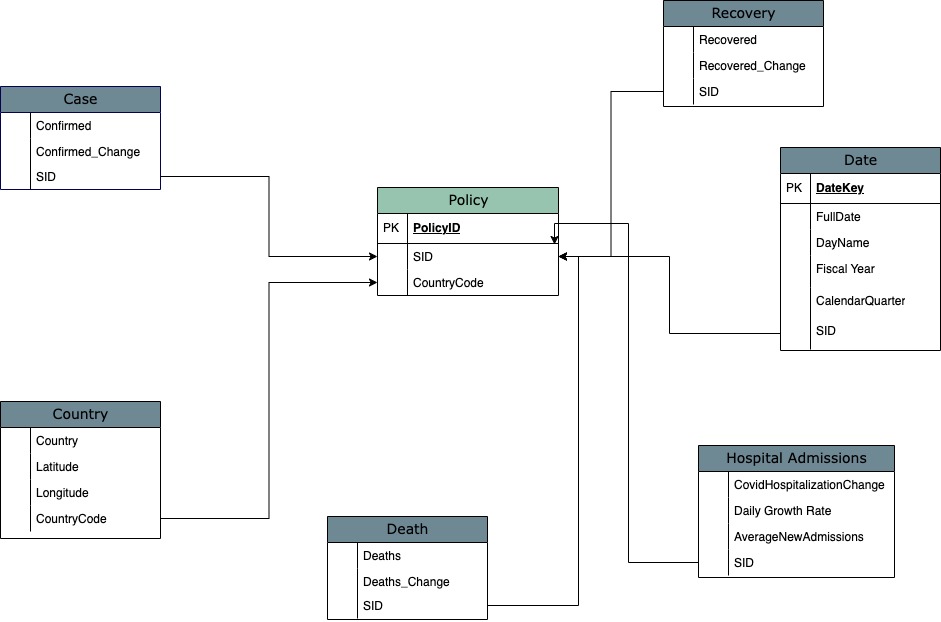 Recovery
Recovered
Recovered_Change
SID
Case
Confirmed
Confirmed_Change
SID
Date
PK DateKey
FullDate
DayName
Fiscal Year
CalendarQuarter
SID
Policy
PK PolicyID
SID
CountryCode
Country
Country
Latitude
Longitude
CountryCode
Hospital Admissions
CovidHospitalizationChange
Daily Growth Rate
AverageNewAdmissions
SID
Death
Deaths
Deaths_Change
SID